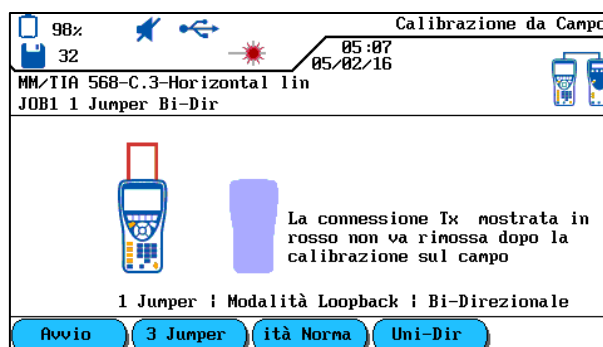 98%
Calibrazione da Campo
32
05:07
05/02/16
MM/TIA 568-C.3-Horizontal lin
JOB1 1 Jumper Bi-Dir
La connessione Tx mostrata in
rosso non va rimossa dopo la
calibrazione sul campo
1 Jumper ¦ Modalità Loopback ¦ Bi-Direzionale
Avvio
3 Jumper
ità Norma
Uni-Dir